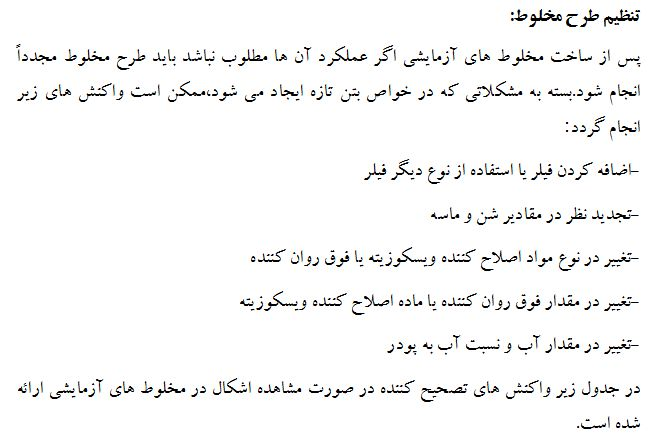 تنظیم طرح مخلوط:
پس از ساخت مخلوط های آزمایشی اگر عملکرد آن ها مطلوب نباشد باید طرح مخلوط مجدداً
انجام شود.بسته به مشکلاتی که در خواص بتن تازه ایجاد می شود،ممکن است واکنش های زیر
انجام گردد:
-اضافه کردن فیلر یا استفاده از نوع دیگر فیلر
-تجدید نظر در مقادیر شن و ماسه
-تغییر در نوع مواد اصلاح کننده ویسکوزیته یا فوق روان کننده
-تغییر در مقدار فوق روان کننده یا ماده اصلاح کننده ویسکوزیته
-تغییر در مقدار آب و نسبت آب به پودر
در جدول زیر واکنش های تصحیح کننده در صورت مشاهده اشکال در مخلوط های آزمایشی ارائه
شده است.